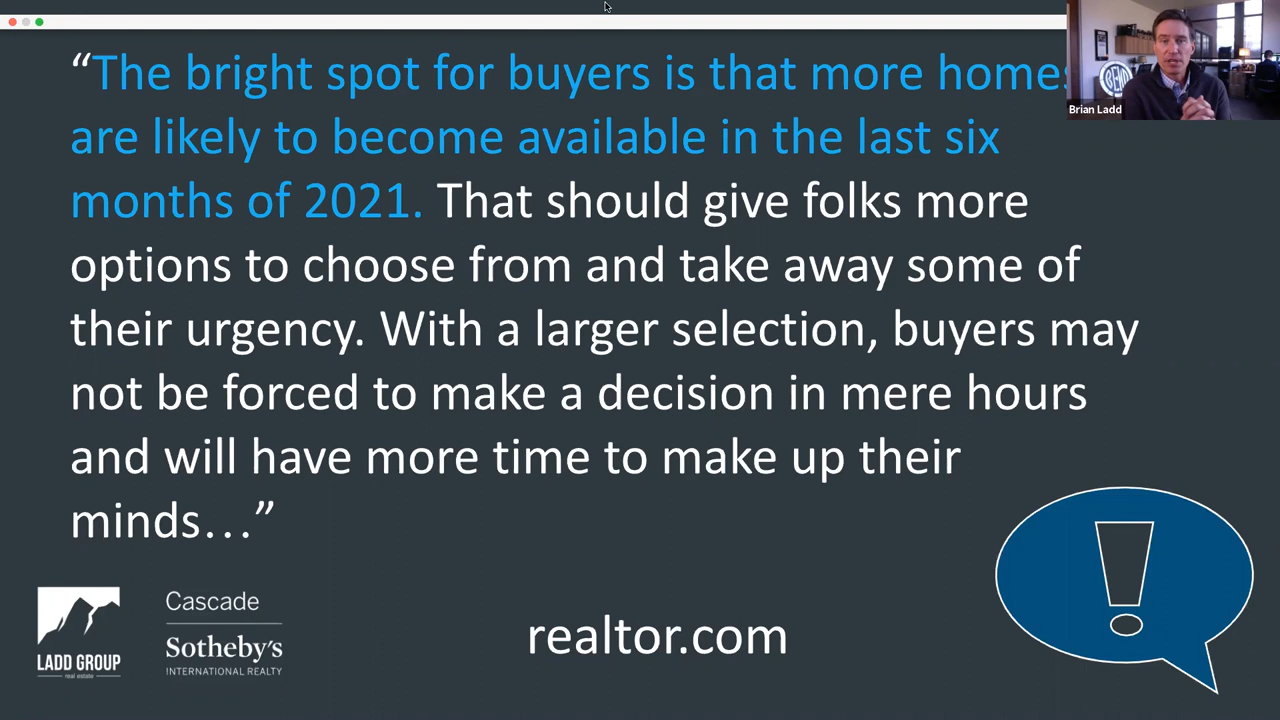 “The bright spot for buyers is that more homes
are likely to become available in the last six
months of 2021. That should give folks more
options to choose from and take away some of
their urgency. With a larger selection, buyers may
not be forced to make a decision in mere hours
and will have more time to make up their
minds…”
realtor.com
LADD GROUP
real estate
Cascade
Sotheby's
INTERNATIONAL REALTY
Brian Ladd
BEND
!